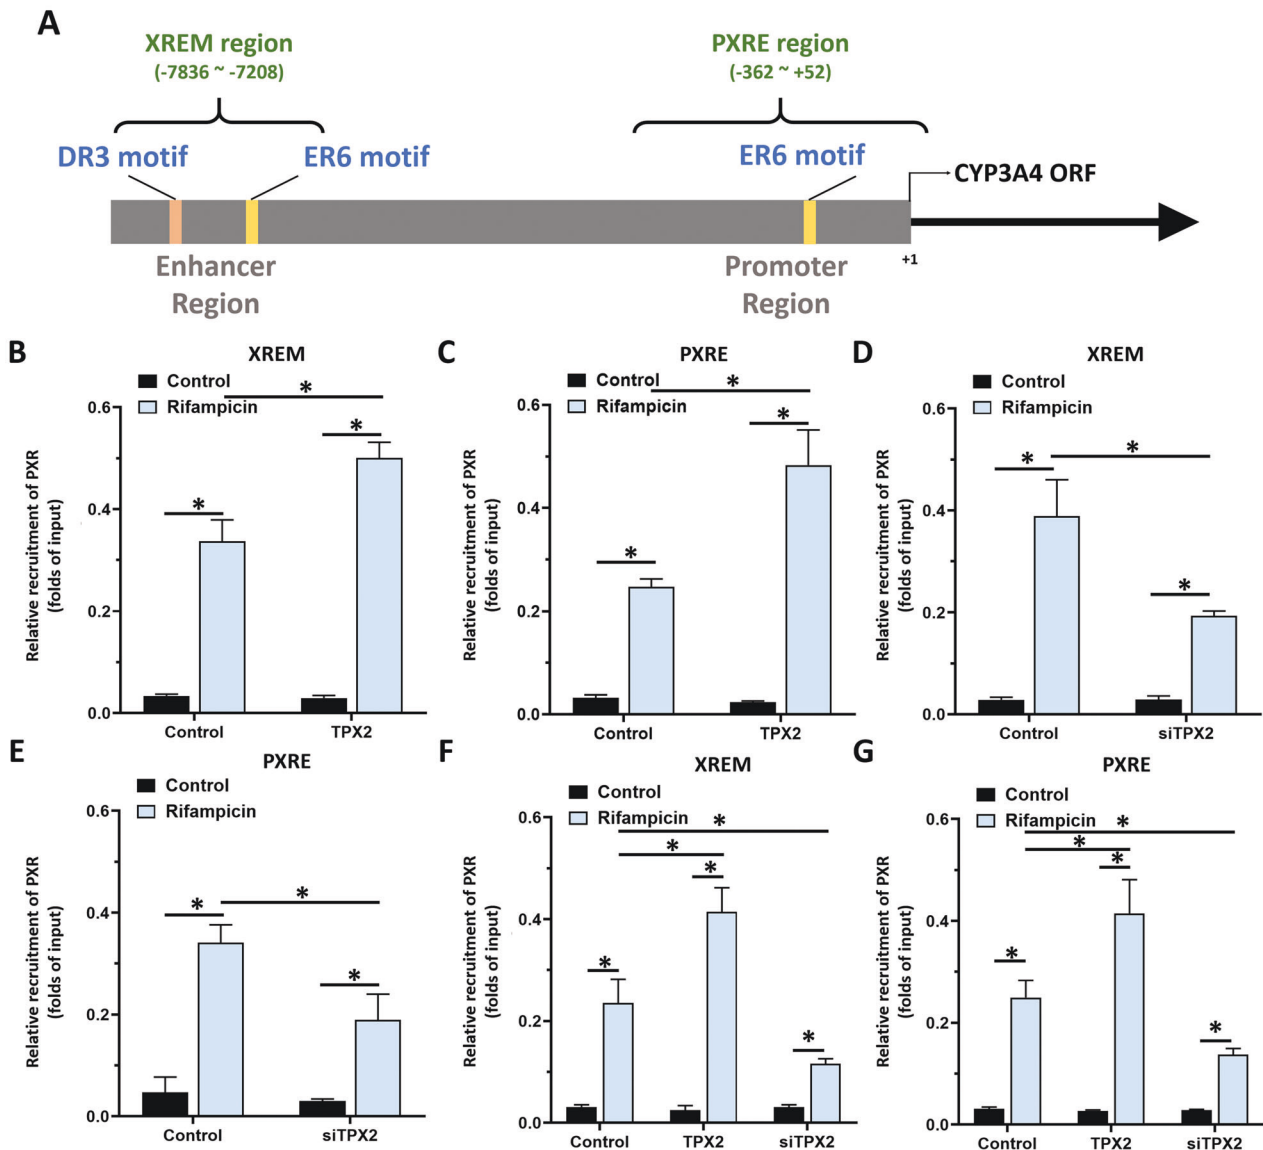 A
XREM region
(-7836 ~ -7208)
PXRE region
(-362 ~ +52)
DR3 motif
ER6 motif
ER6 motif
CYP3A4 ORF
+1
Enhancer
Region
Promoter
Region
B
XREM
Control
Rifampicin
*
*
*
Relative recruitment of PXR
(folds of input)
0.6
0.4
0.2
0.0
Control
TPX2
C
PXRE
Control
Rifampicin
*
*
*
Relative recruitment of PXR
(folds of input)
0.6
0.4
0.2
0.0
Control
TPX2
D
XREM
Control
Rifampicin
*
*
*
Relative recruitment of PXR
(folds of input)
0.6
0.4
0.2
0.0
Control
siTPX2
E
PXRE
Control
Rifampicin
*
*
*
Relative recruitment of PXR
(folds of input)
0.6
0.4
0.2
0.0
Control
siTPX2
F
XREM
Control
Rifampicin
*
*
*
*
*
Relative recruitment of PXR
(folds of input)
0.6
0.4
0.2
0.0
Control
TPX2
siTPX2
G
PXRE
Control
Rifampicin
*
*
*
*
*
Relative recruitment of PXR
(folds of input)
0.6
0.4
0.2
0.0
Control
TPX2
siTPX2